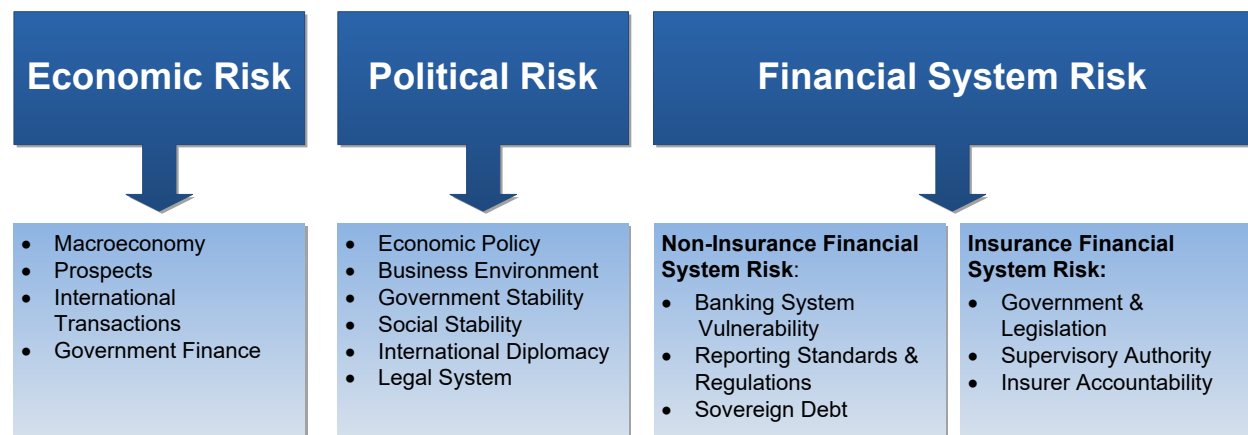 Economic Risk
Political Risk
Financial System Risk
• Macroeconomy
• Prospects
• International
Transactions
• Government Finance
• Economic Policy
• Business Environment
• Government Stability
• Social Stability
• International Diplomacy
• Legal System
Non-Insurance Financial
System Risk:
• Banking System
Vulnerability
• Reporting Standards &
Regulations
• Sovereign Debt
Insurance Financial
System Risk:
• Government &
Legislation
• Supervisory Authority
• Insurer Accountability